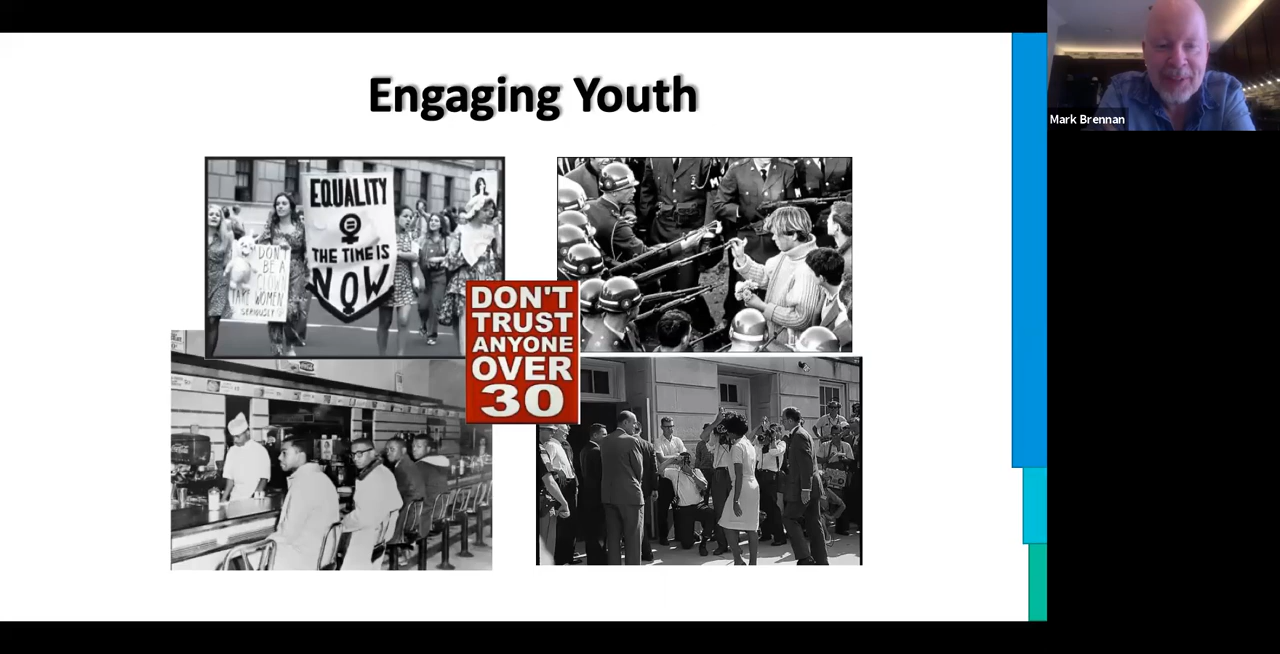 Engaging Youth
Mark Brennan
EQUALITY
THE TIME IS
NOW
DON'T
BE A
CLOWN
TAKE WOMEN
SERIOUSLY
DON'T
TRUST
ANYONE
OVER
30